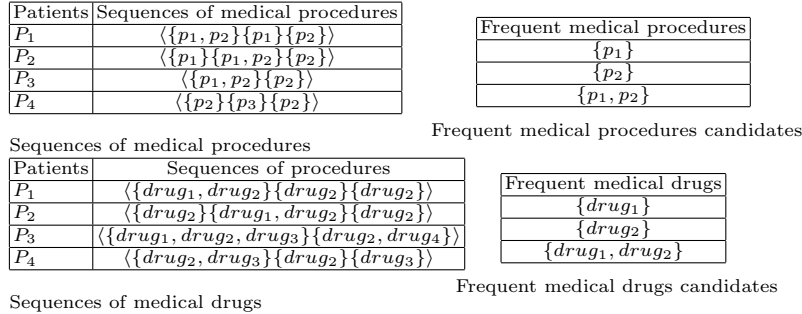 Patients Sequences of medical procedures
P₁ ⟨{p₁, p₂}{p₁}{p₂}⟩
P₂ ⟨{p₁}{p₁, p₂}{p₂}⟩
P₃ ⟨{p₁, p₂}{p₂}⟩
P₄ ⟨{p₂}{p₃}{p₂}⟩
Sequences of medical procedures
Frequent medical procedures
{p₁}
{p₂}
{p₁, p₂}
Frequent medical procedures candidates
Patients Sequences of procedures
P₁ ⟨{drug₁, drug₂}{drug₂}{drug₂}⟩
P₂ ⟨{drug₂}{drug₁, drug₂}{drug₂}⟩
P₃ ⟨{drug₁, drug₂, drug₃}{drug₂, drug₄}⟩
P₄ ⟨{drug₂, drug₃}{drug₂}{drug₃}⟩
Sequences of medical drugs
Frequent medical drugs
{drug₁}
{drug₂}
{drug₁, drug₂}
Frequent medical drugs candidates